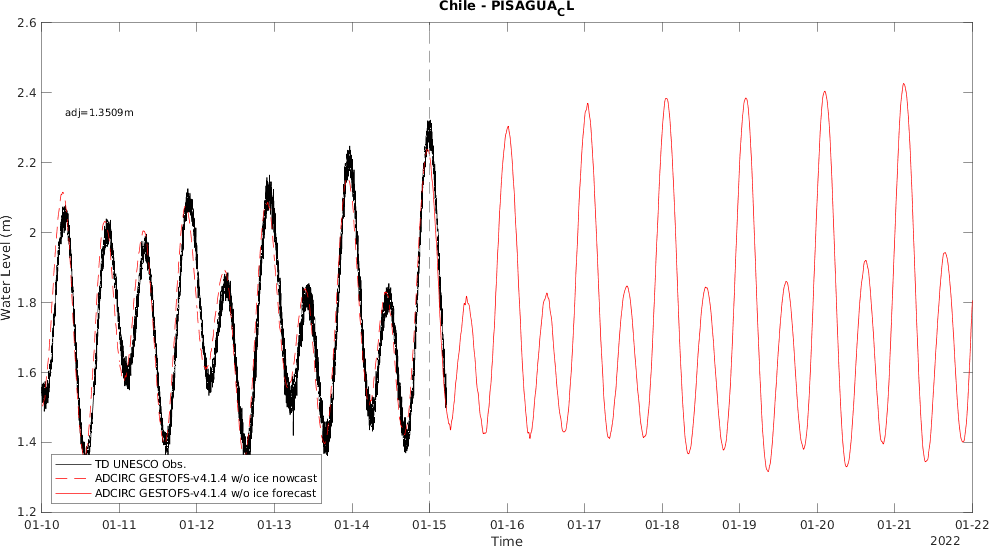 Chile - PISAGUA_CL
2.6
2.4
adj=1.3509m
2.2
2
Water Level (m)
1.8
1.6
1.4
TD UNESCO Obs.
ADCIRC GESTOFS-v4.1.4 w/o ice nowcast
ADCIRC GESTOFS-v4.1.4 w/o ice forecast
1.2
01-10 01-11 01-12 01-13 01-14 01-15 01-16 01-17 01-18 01-19 01-20 01-21 01-22
Time
2022